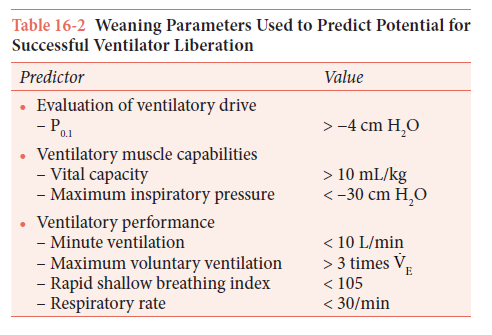 Table 16-2 Weaning Parameters Used to Predict Potential for
Successful Ventilator Liberation
Predictor Value
• Evaluation of ventilatory drive
– P0.1 > –4 cm H2O
• Ventilatory muscle capabilities
– Vital capacity > 10 mL/kg
– Maximum inspiratory pressure < –30 cm H2O
• Ventilatory performance
– Minute ventilation < 10 L/min
– Maximum voluntary ventilation > 3 times V̇E
– Rapid shallow breathing index < 105
– Respiratory rate < 30/min